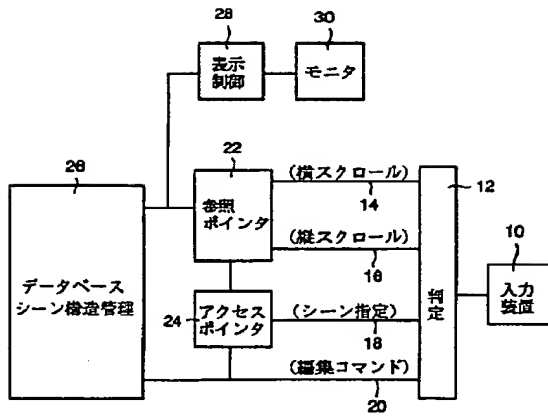 28
表示
制御
30
モニタ
26
データベース
シーン構造管理
22
参照
ポインタ
24
アクセス
ポインタ
(横スクロール)
14
(縦スクロール)
16
(シーン指定)
18
(編集コマンド)
20
12
判定
10
入力
装置